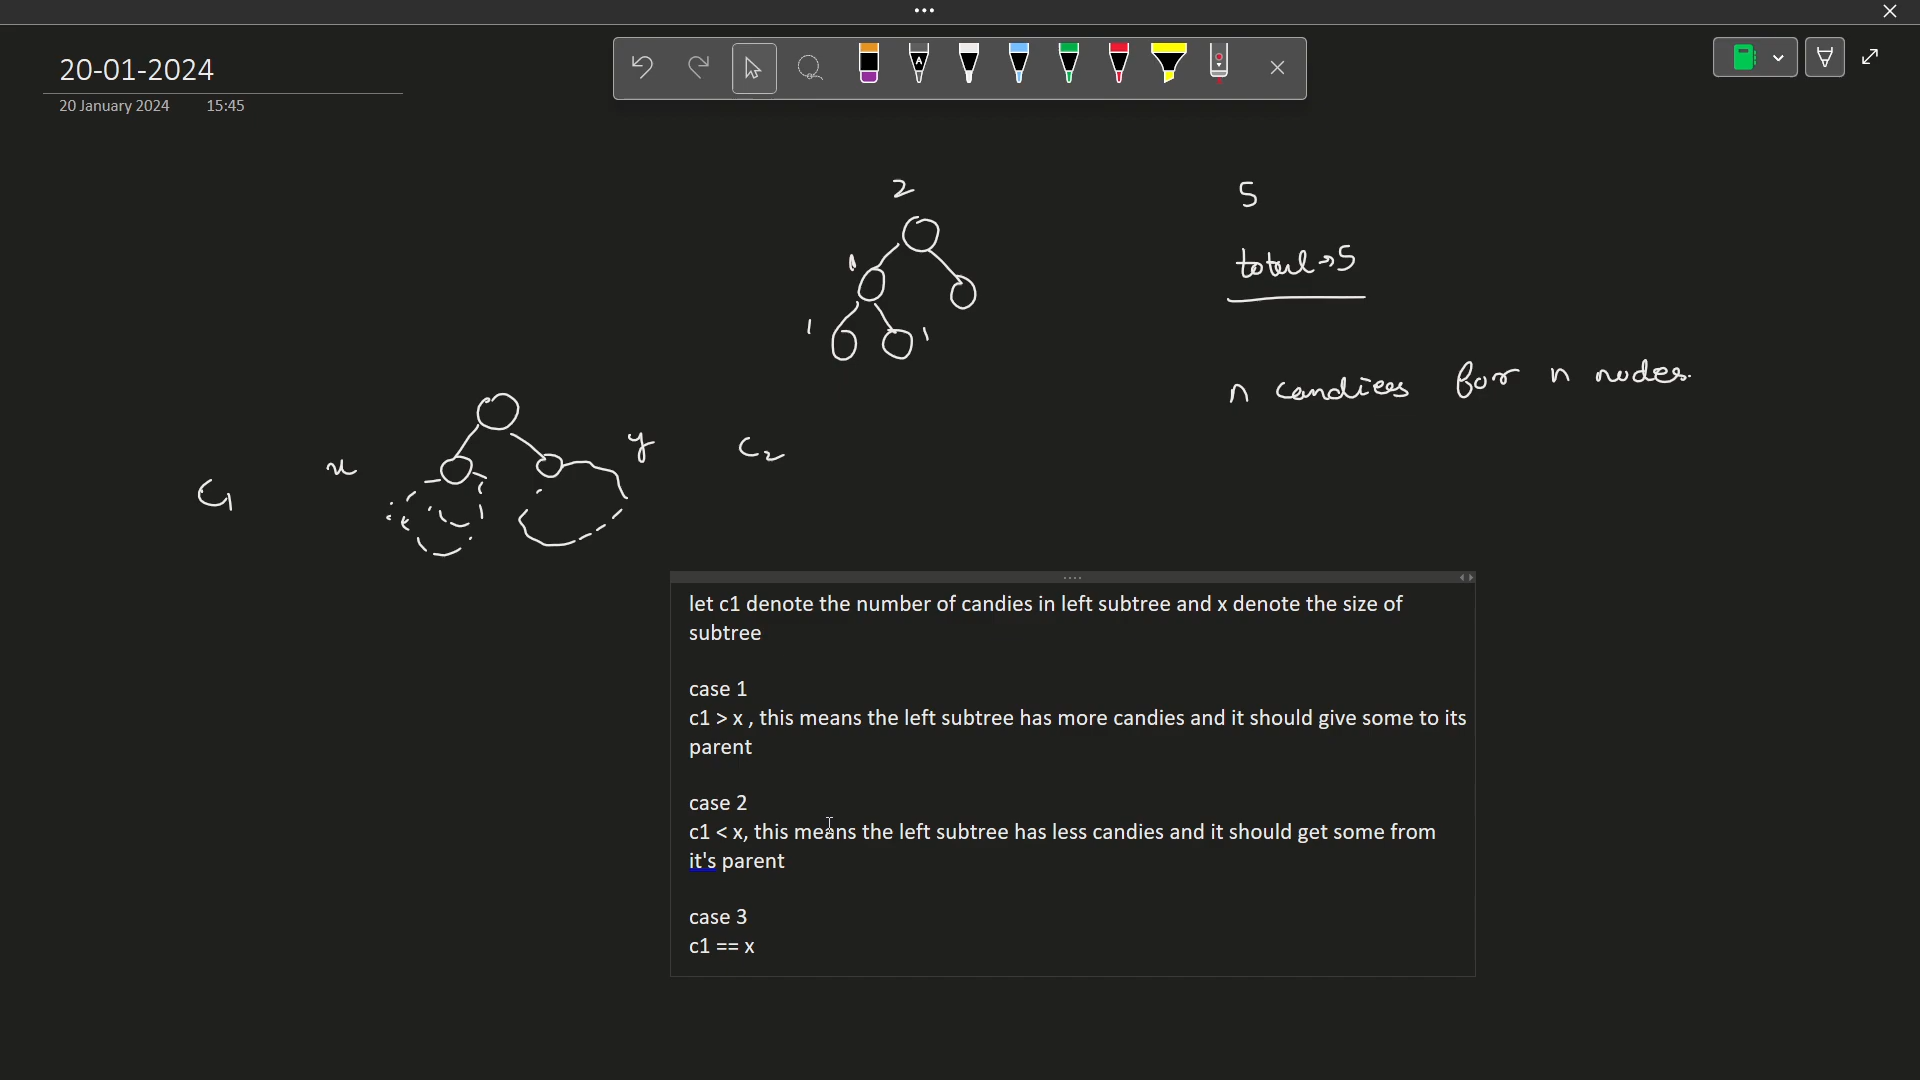 20-01-2024
20 January 2024 15:45
A
2
5
1
total → 5
1
1
n candies for n nodes.
y
C2
x
C1
let c1 denote the number of candies in left subtree and x denote the size of
subtree
case 1
c1 > x , this means the left subtree has more candies and it should give some to its
parent
case 2
c1 < x, this means the left subtree has less candies and it should get some from
it's parent
case 3
c1 == x